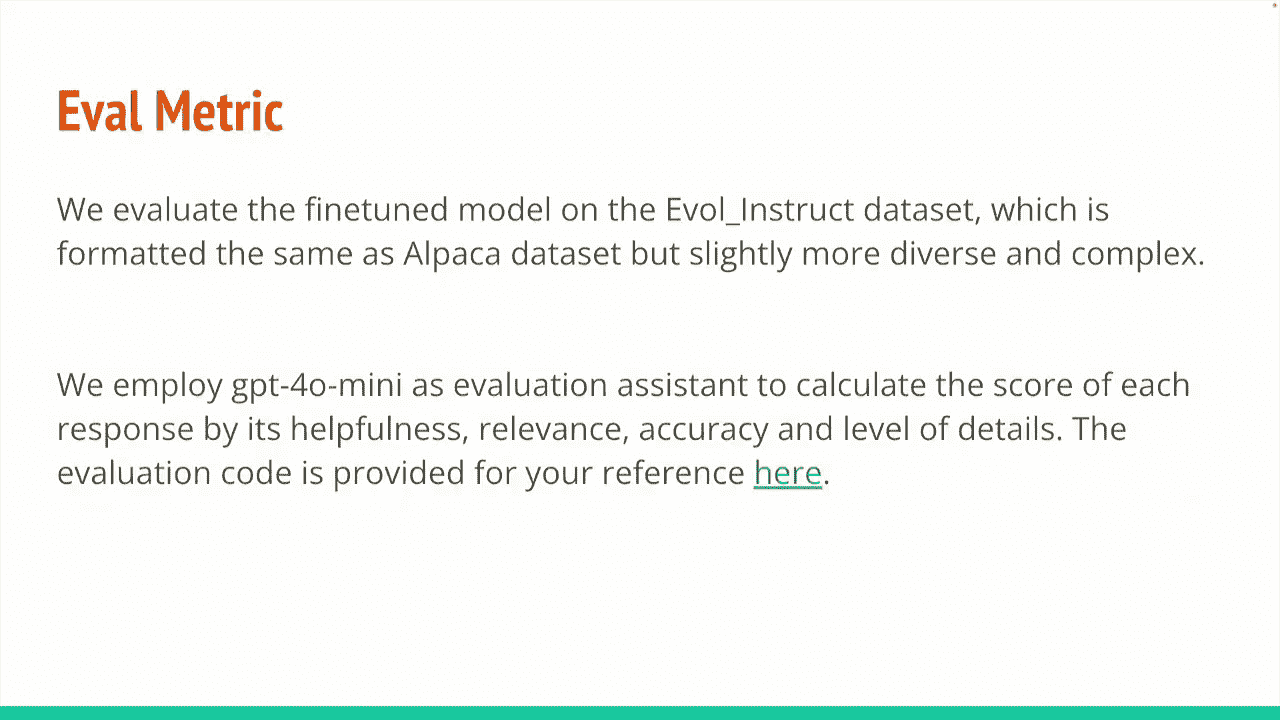 Eval Metric
We evaluate the finetuned model on the Evol_Instruct dataset, which is
formatted the same as Alpaca dataset but slightly more diverse and complex.
We employ gpt-4o-mini as evaluation assistant to calculate the score of each
response by its helpfulness, relevance, accuracy and level of details. The
evaluation code is provided for your reference here.